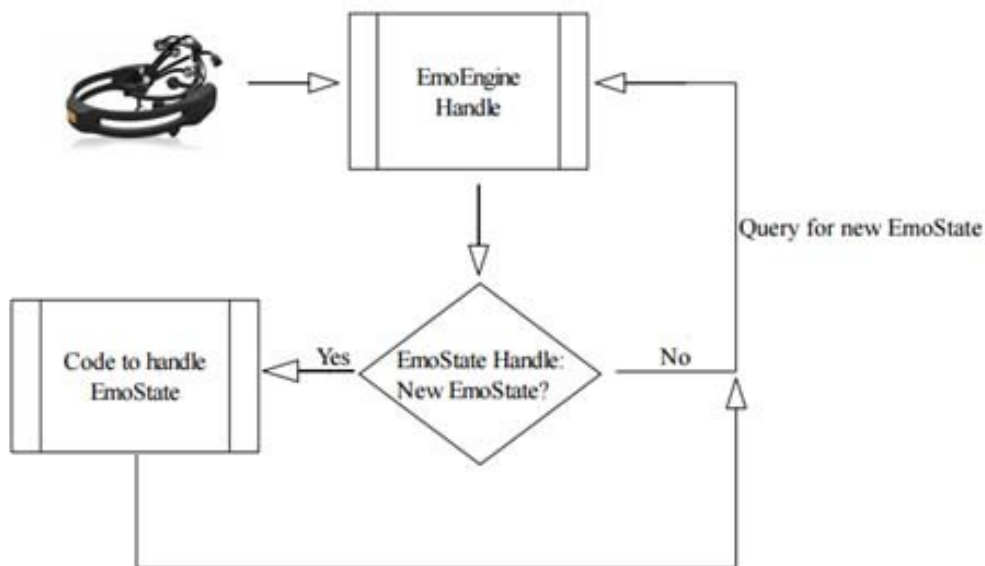 EmoEngine
Handle
Query for new EmoState
Yes
EmoState Handle:
New EmoState?
No
Code to handle
EmoState